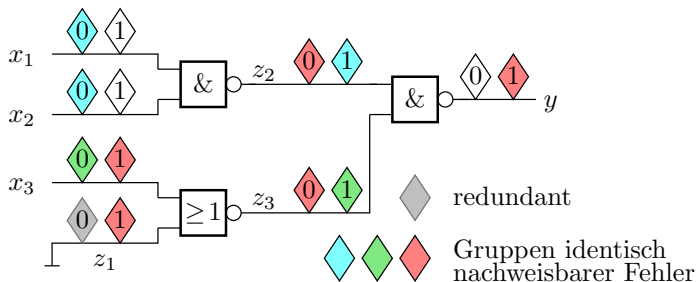 0 1
x1
0 1
x2
&
z2
0 1
&
0 1
y
0 1
x3
0 1
z1
≥1
z3
0 1
redundant
Gruppen identisch
nachweisbarer Fehler